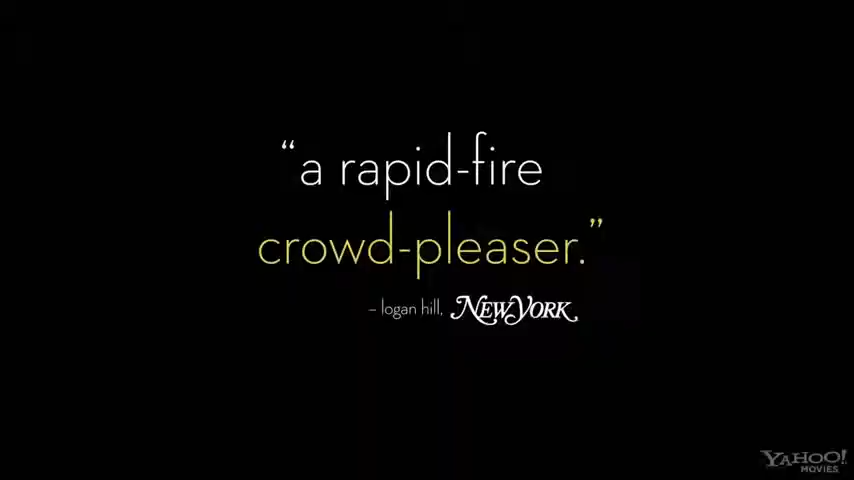 “a rapid-fire
crowd-pleaser.”
– logan hill, NEW YORK
YAHOO!
MOVIES